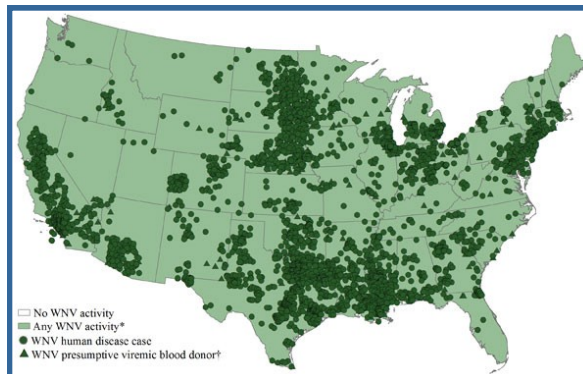 No WNV activity
Any WNV activity*
WNV human disease case
WNV presumptive viremic blood donor†